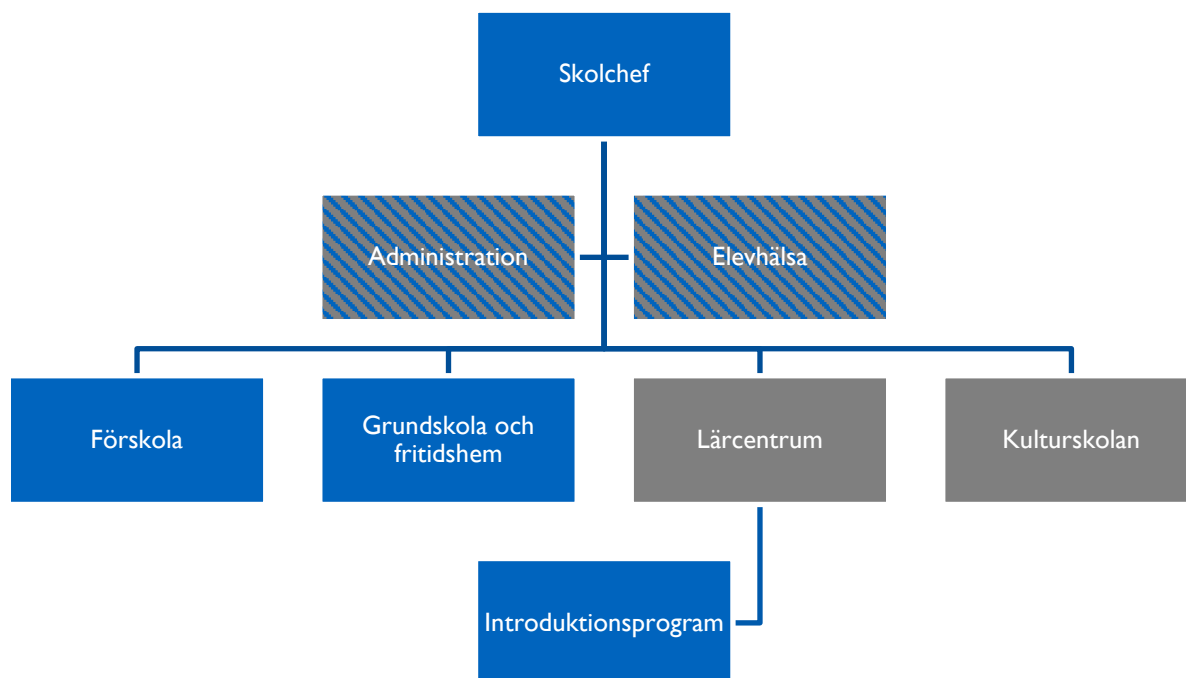 Skolchef
Administration
Elevhälsa
Förskola
Grundskola och
fritidshem
Lärcentrum
Kulturskolan
Introduktionsprogram